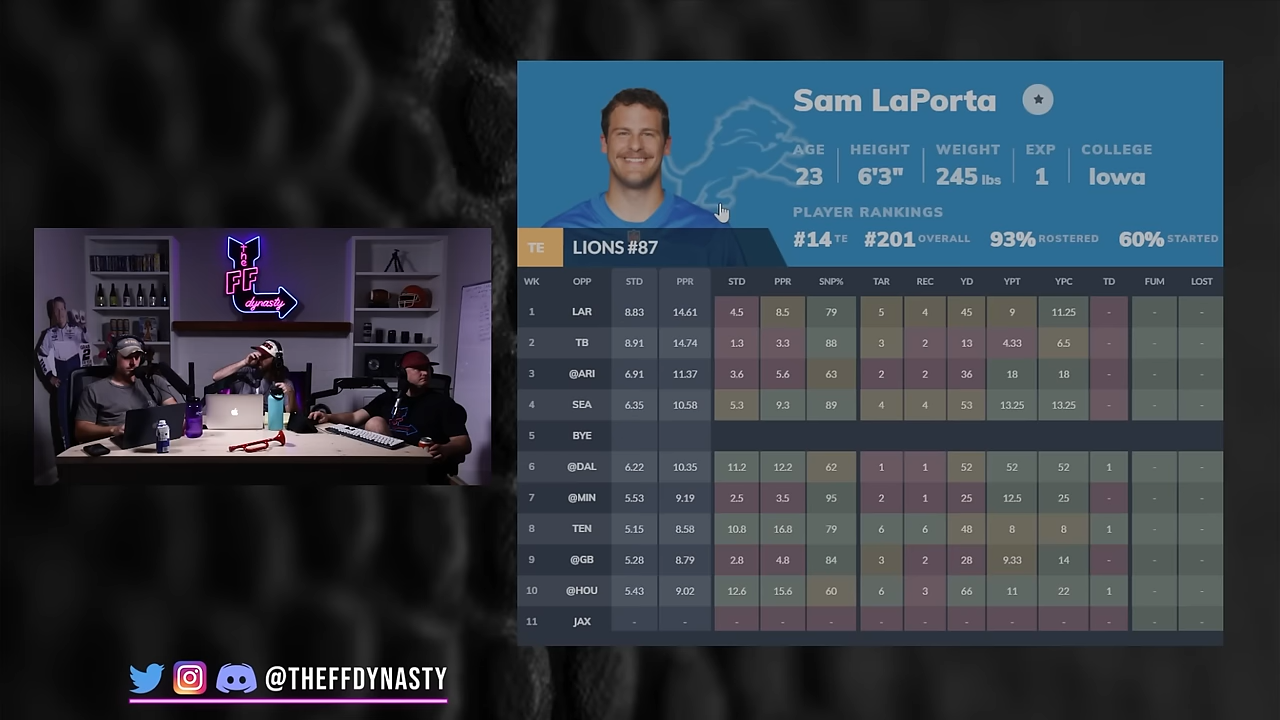 Sam LaPorta
AGE HEIGHT WEIGHT EXP COLLEGE
23 6'3" 245 lbs 1 Iowa
PLAYER RANKINGS
#14 TE #201 OVERALL 93% ROSTERED 60% STARTED
TE LIONS #87
WK OPP STD PPR STD PPR SNP% TAR REC YD YPT YPC TD FUM LOST
1 LAR 8.83 14.61 4.5 8.5 79 5 4 45 9 11.25 - - -
2 TB 8.91 14.74 1.3 3.3 88 3 2 13 4.33 6.5 - - -
3 @ARI 6.91 11.37 3.6 5.6 63 2 2 36 18 18 - - -
4 SEA 6.35 10.58 5.3 9.3 89 4 4 53 13.25 13.25 - - -
5 BYE
6 @DAL 6.22 10.35 11.2 12.2 62 1 1 52 52 52 1 - -
7 @MIN 5.53 9.19 2.5 3.5 95 2 1 25 12.5 25 - - -
8 TEN 5.15 8.58 10.8 16.8 79 6 6 48 8 8 1 - -
9 @GB 5.28 8.79 2.8 4.8 84 3 2 28 9.33 14 - - -
10 @HOU 5.43 9.02 12.6 15.6 60 6 3 66 11 22 1 - -
11 JAX - - - - - - - - - - - - -
The
FF
dynasty
@THEFFDYNASTY